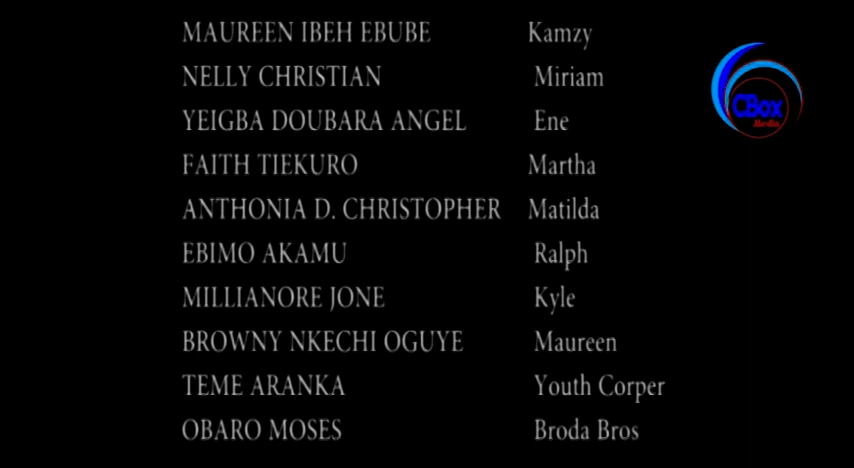 MAUREEN IBEH EBUBE Kamzy
NELLY CHRISTIAN Miriam
YEIGBA DOUBARA ANGEL Ene
FAITH TIEKURO Martha
ANTHONIA D. CHRISTOPHER Matilda
EBIMO AKAMU Ralph
MILLIANORE JONE Kyle
BROWNY NKECHI OGUYE Maureen
TEME ARANKA Youth Corper
OBARO MOSES Broda Bros
CBox
Media